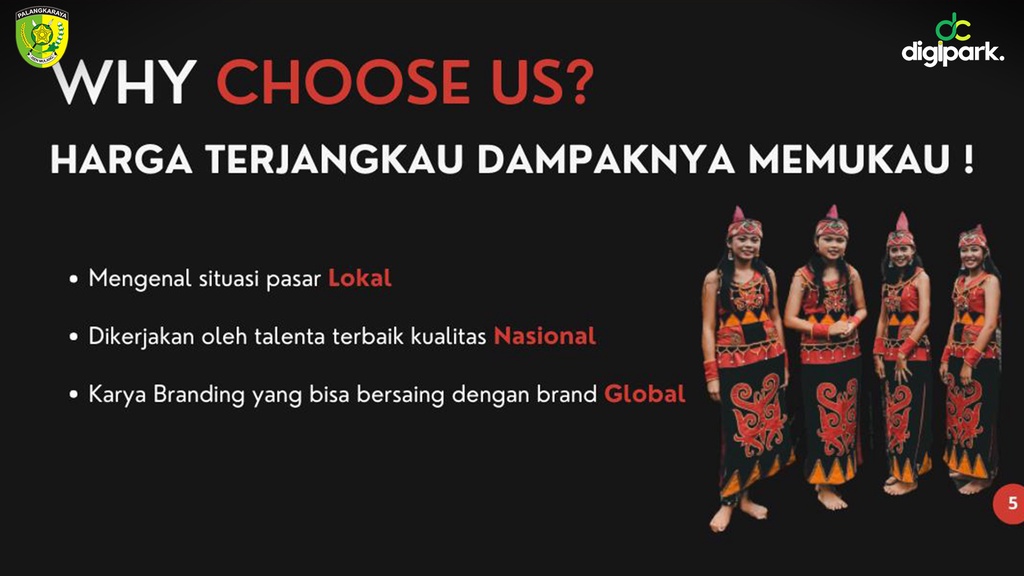 PALANGKARAYA
dc
digipark.
WHY CHOOSE US?
HARGA TERJANGKAU DAMPAKNYA MEMUKAU !
• Mengenal situasi pasar Lokal
• Dikerjakan oleh talenta terbaik kualitas Nasional
• Karya Branding yang bisa bersaing dengan brand Global
5